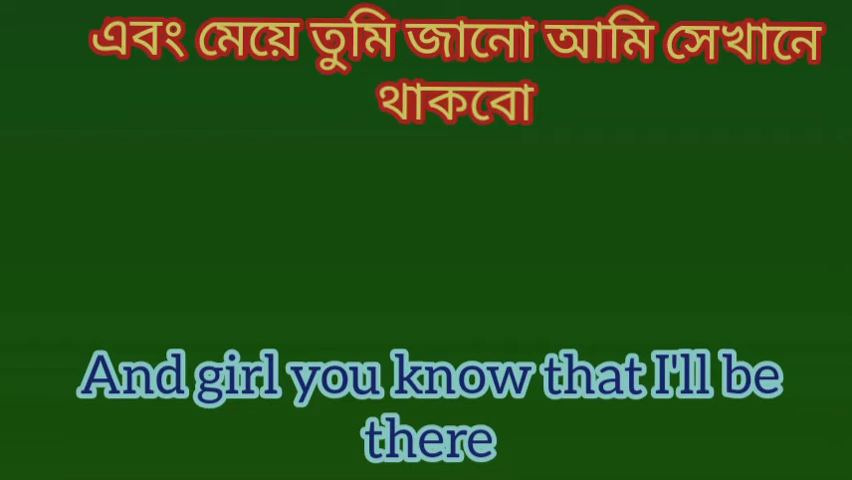 এবং মেয়ে তুমি জানো আমি সেখানে
থাকবো
And girl you know that I'll be
there